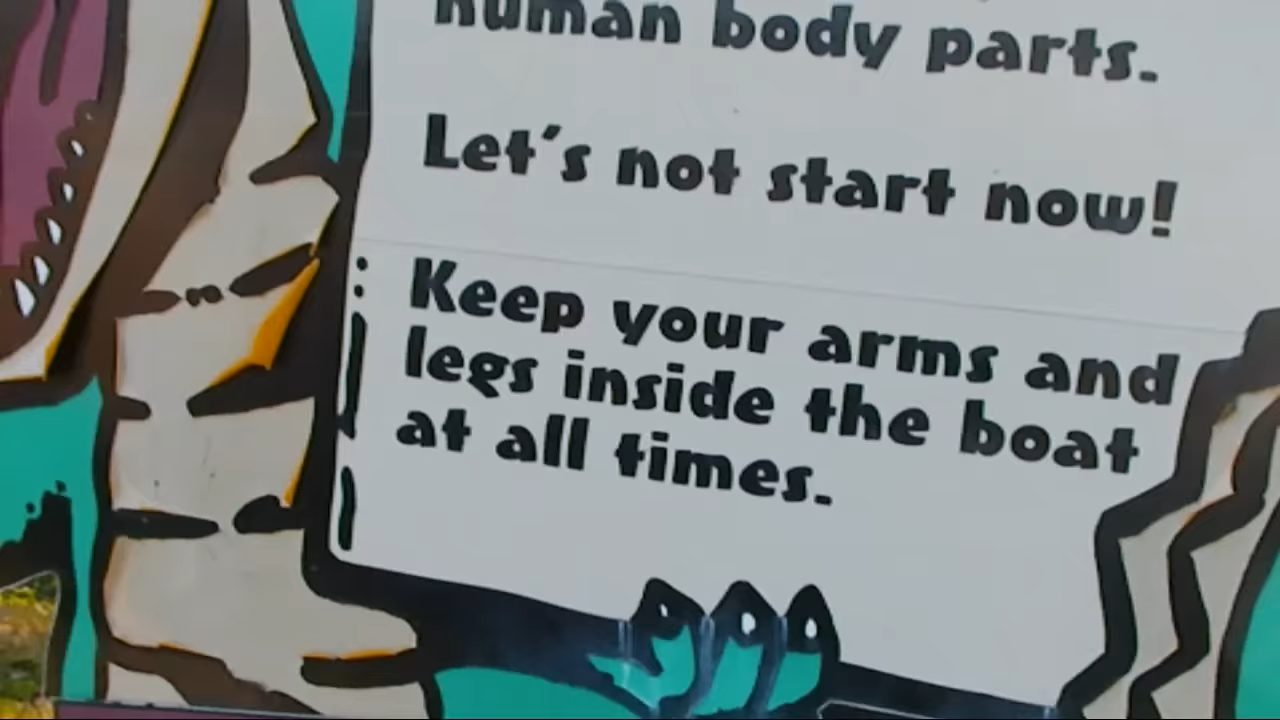 human body parts.
Let's not start now!
Keep your arms and
legs inside the boat
at all times.